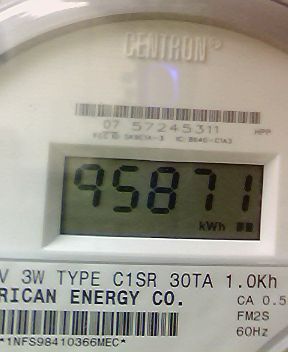 CENTRON®
07 57245311 HPP
95871
kWh
V 3W TYPE C1SR 30TA 1.0Kh
RICAN ENERGY CO. CA 0.5
FM2S
*1NFS98410366MEC* 60Hz